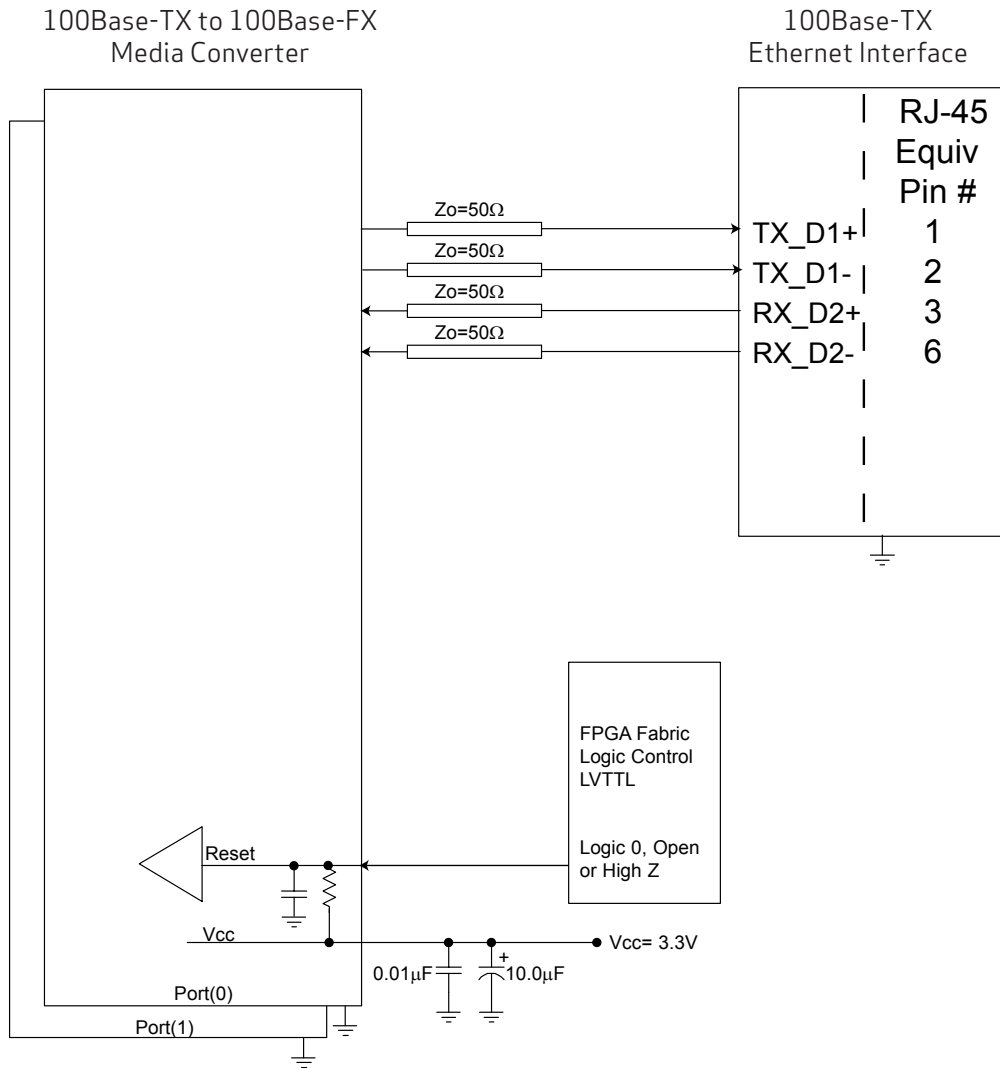 100Base-TX to 100Base-FX
Media Converter
100Base-TX
Ethernet Interface
RJ-45
Equiv
Pin #
Zo=50Ω
TX_D1+ 1
Zo=50Ω
TX_D1- 2
Zo=50Ω
RX_D2+ 3
Zo=50Ω
RX_D2- 6
FPGA Fabric
Logic Control
LVTTL
Logic 0, Open
or High Z
Reset
Vcc
Vcc= 3.3V
0.01µF
+
10.0µF
Port(0)
Port(1)